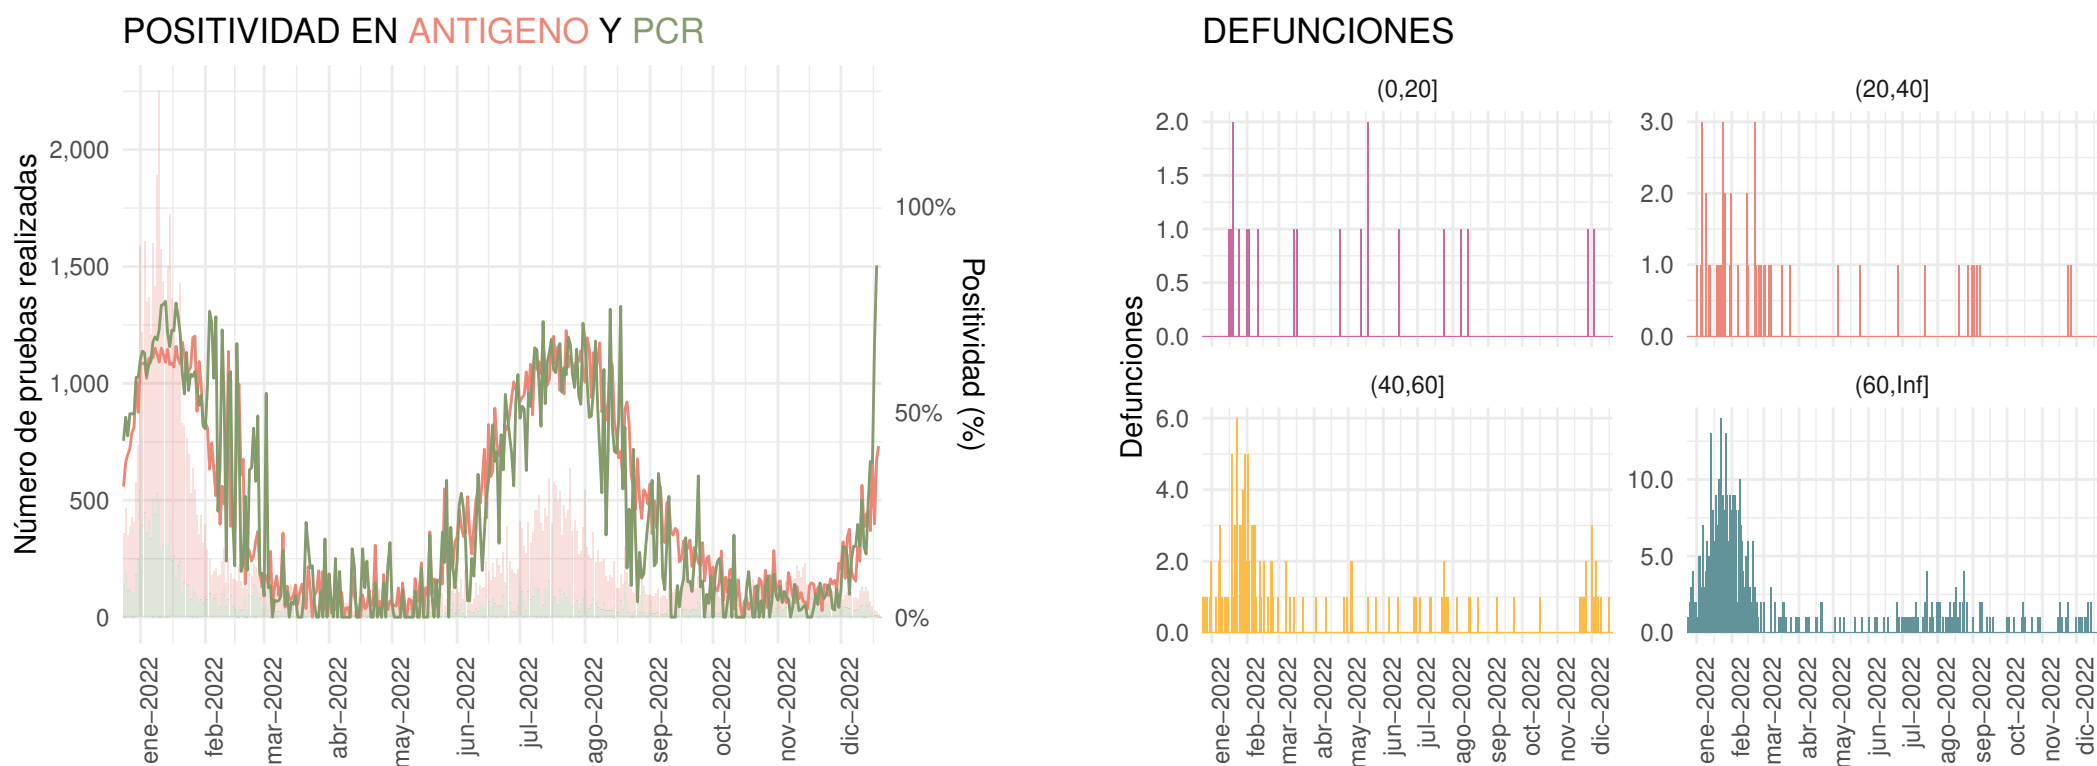 POSITIVIDAD EN ANTIGENO Y PCR
Número de pruebas realizadas
2,000
1,500
1,000
500
0
100%
50%
0%
Positividad (%)
ene−2022
feb−2022
mar−2022
abr−2022
may−2022
jun−2022
jul−2022
ago−2022
sep−2022
oct−2022
nov−2022
dic−2022
DEFUNCIONES
Defunciones
(0,20]
2.0
1.5
1.0
0.5
0.0
(20,40]
3.0
2.0
1.0
0.0
(40,60]
6.0
4.0
2.0
0.0
ene−2022
feb−2022
mar−2022
abr−2022
may−2022
jun−2022
jul−2022
ago−2022
sep−2022
oct−2022
nov−2022
dic−2022
(60,Inf]
10.0
5.0
0.0
ene−2022
feb−2022
mar−2022
abr−2022
may−2022
jun−2022
jul−2022
ago−2022
sep−2022
oct−2022
nov−2022
dic−2022